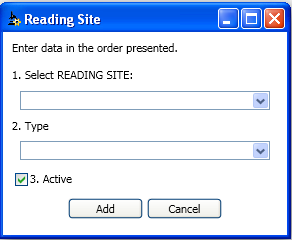 Reading Site
Enter data in the order presented.
1. Select READING SITE:
2. Type
3. Active
Add Cancel